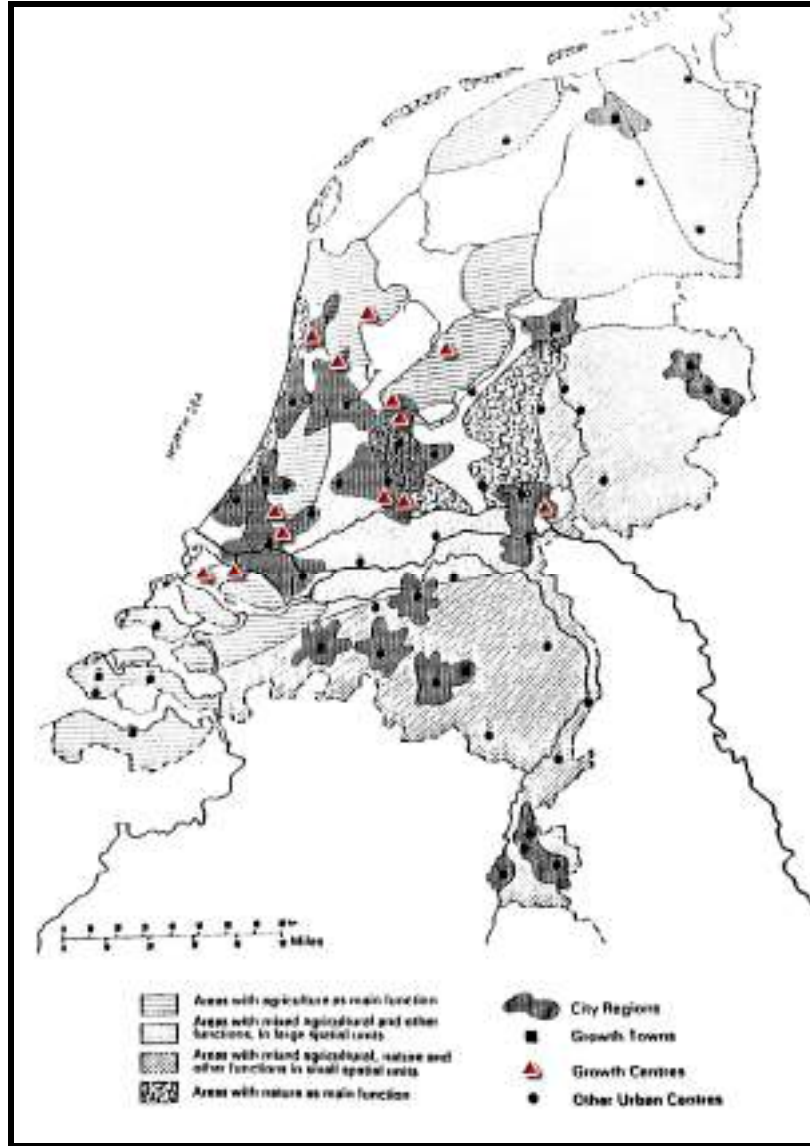 NORTH SEA
Miles
Areas with agriculture as main function
Areas with mixed agricultural and other
functions, in large spatial units
Areas with mixed agricultural, nature and
other functions in small spatial units
Areas with nature as main function
City Regions
Growth Towns
Growth Centres
Other Urban Centres